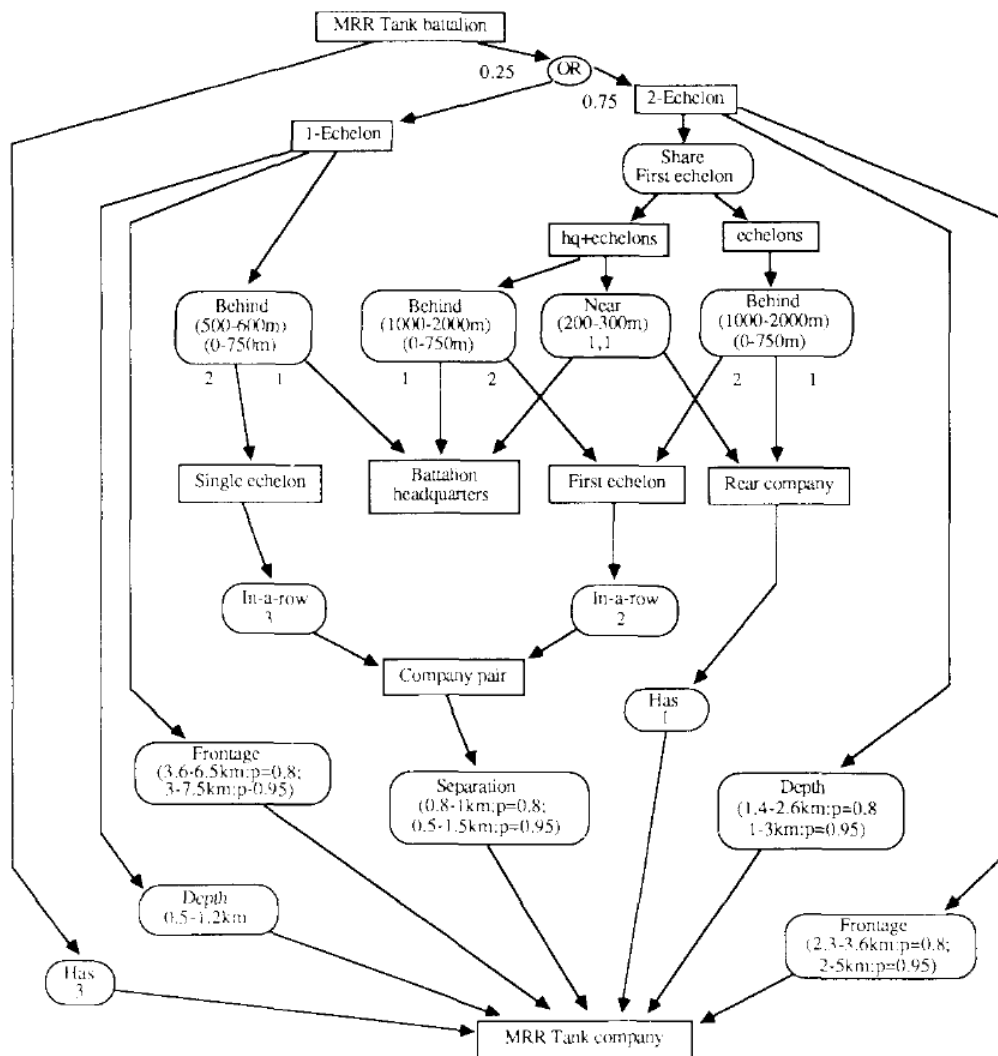 MRR Tank battalion
OR
0.25
0.75
2-Echelon
1-Echelon
Share
First echelon
hq+echelons
echelons
Behind
(500-600m)
(0-750m)
Behind
(1000-2000m)
(0-750m)
Near
(200-300m)
1,1
Behind
(1000-2000m)
(0-750m)
2
1
1
2
2
1
Single echelon
Battahon
headquarters
First echelon
Rear company
In-a-row
3
In-a-row
2
Company pair
Has
1
Frontage
(3.6-6.5km:p=0.8;
3-7.5km:p-0.95)
Separation
(0.8-1km:p=0.8;
0.5-1.5km:p=0.95)
Depth
(1.4-2.6km:p=0.8
1-3km:p=0.95)
Depth
0.5-1.2km
Frontage
(2.3-3.6km:p=0.8;
2-5km:p=0.95)
Has
3
MRR Tank company